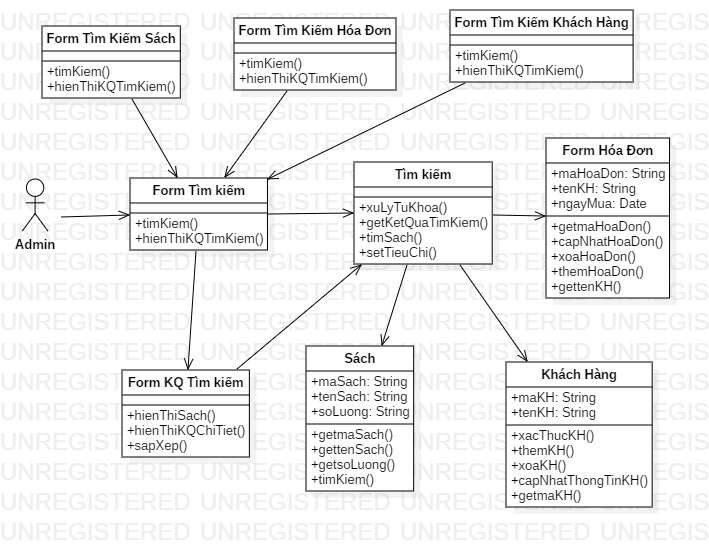 Form Tìm Kiếm Sách
+timKiem()
+hienThiKQTimKiem()
Form Tìm Kiếm Hóa Đơn
+timKiem()
+hienThiKQTimKiem()
Form Tìm Kiếm Khách Hàng
+timKiem()
+hienThiKQTimKiem()
Admin
Form Tìm kiếm
+timKiem()
+hienThiKQTimKiem()
Tìm kiếm
+xuLyTuKhoa()
+getKetQuaTimKiem()
+timSach()
+setTieuChi()
Form Hóa Đơn
+maHoaDon: String
+tenKH: String
+ngayMua: Date
+getmaHoaDon()
+capNhatHoaDon()
+xoaHoaDon()
+themHoaDon()
+gettenKH()
Form KQ Tìm kiếm
+hienThiSach()
+hienThiKQChiTiet()
+sapXep()
Sách
+maSach: String
+tenSach: String
+soLuong: String
+getmaSach()
+gettenSach()
+getsoLuong()
+timKiem()
Khách Hàng
+maKH: String
+tenKH: String
+xacThucKH()
+themKH()
+xoaKH()
+capNhatThongTinKH()
+getmaKH()
UNREGISTERED